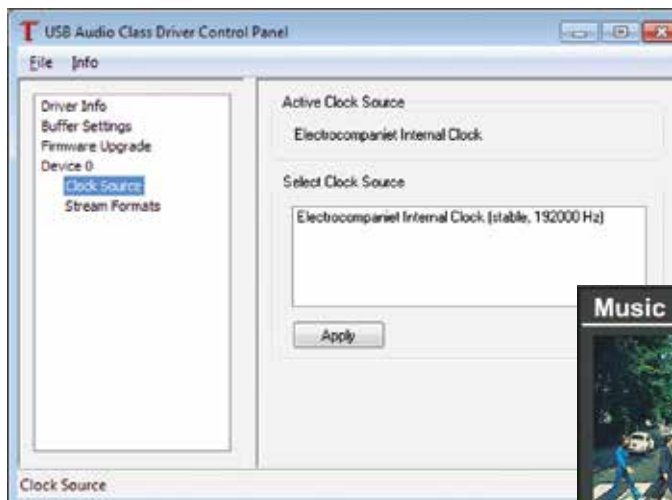 USB Audio Class Driver Control Panel
File Info
Driver Info
Buffer Settings
Firmware Upgrade
Device 0
Clock Source
Stream Formats
Active Clock Source
Electrocompaniet Internal Clock
Select Clock Source
Electrocompaniet Internal Clock (stable, 192000 Hz)
Apply
Music
Clock Source